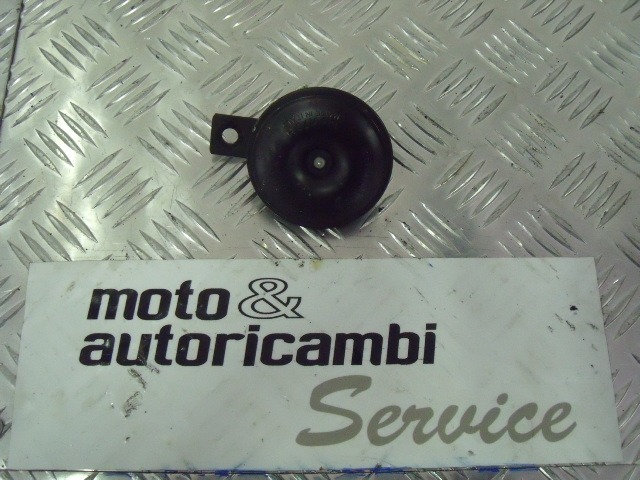 moto &
autoricambi
Service